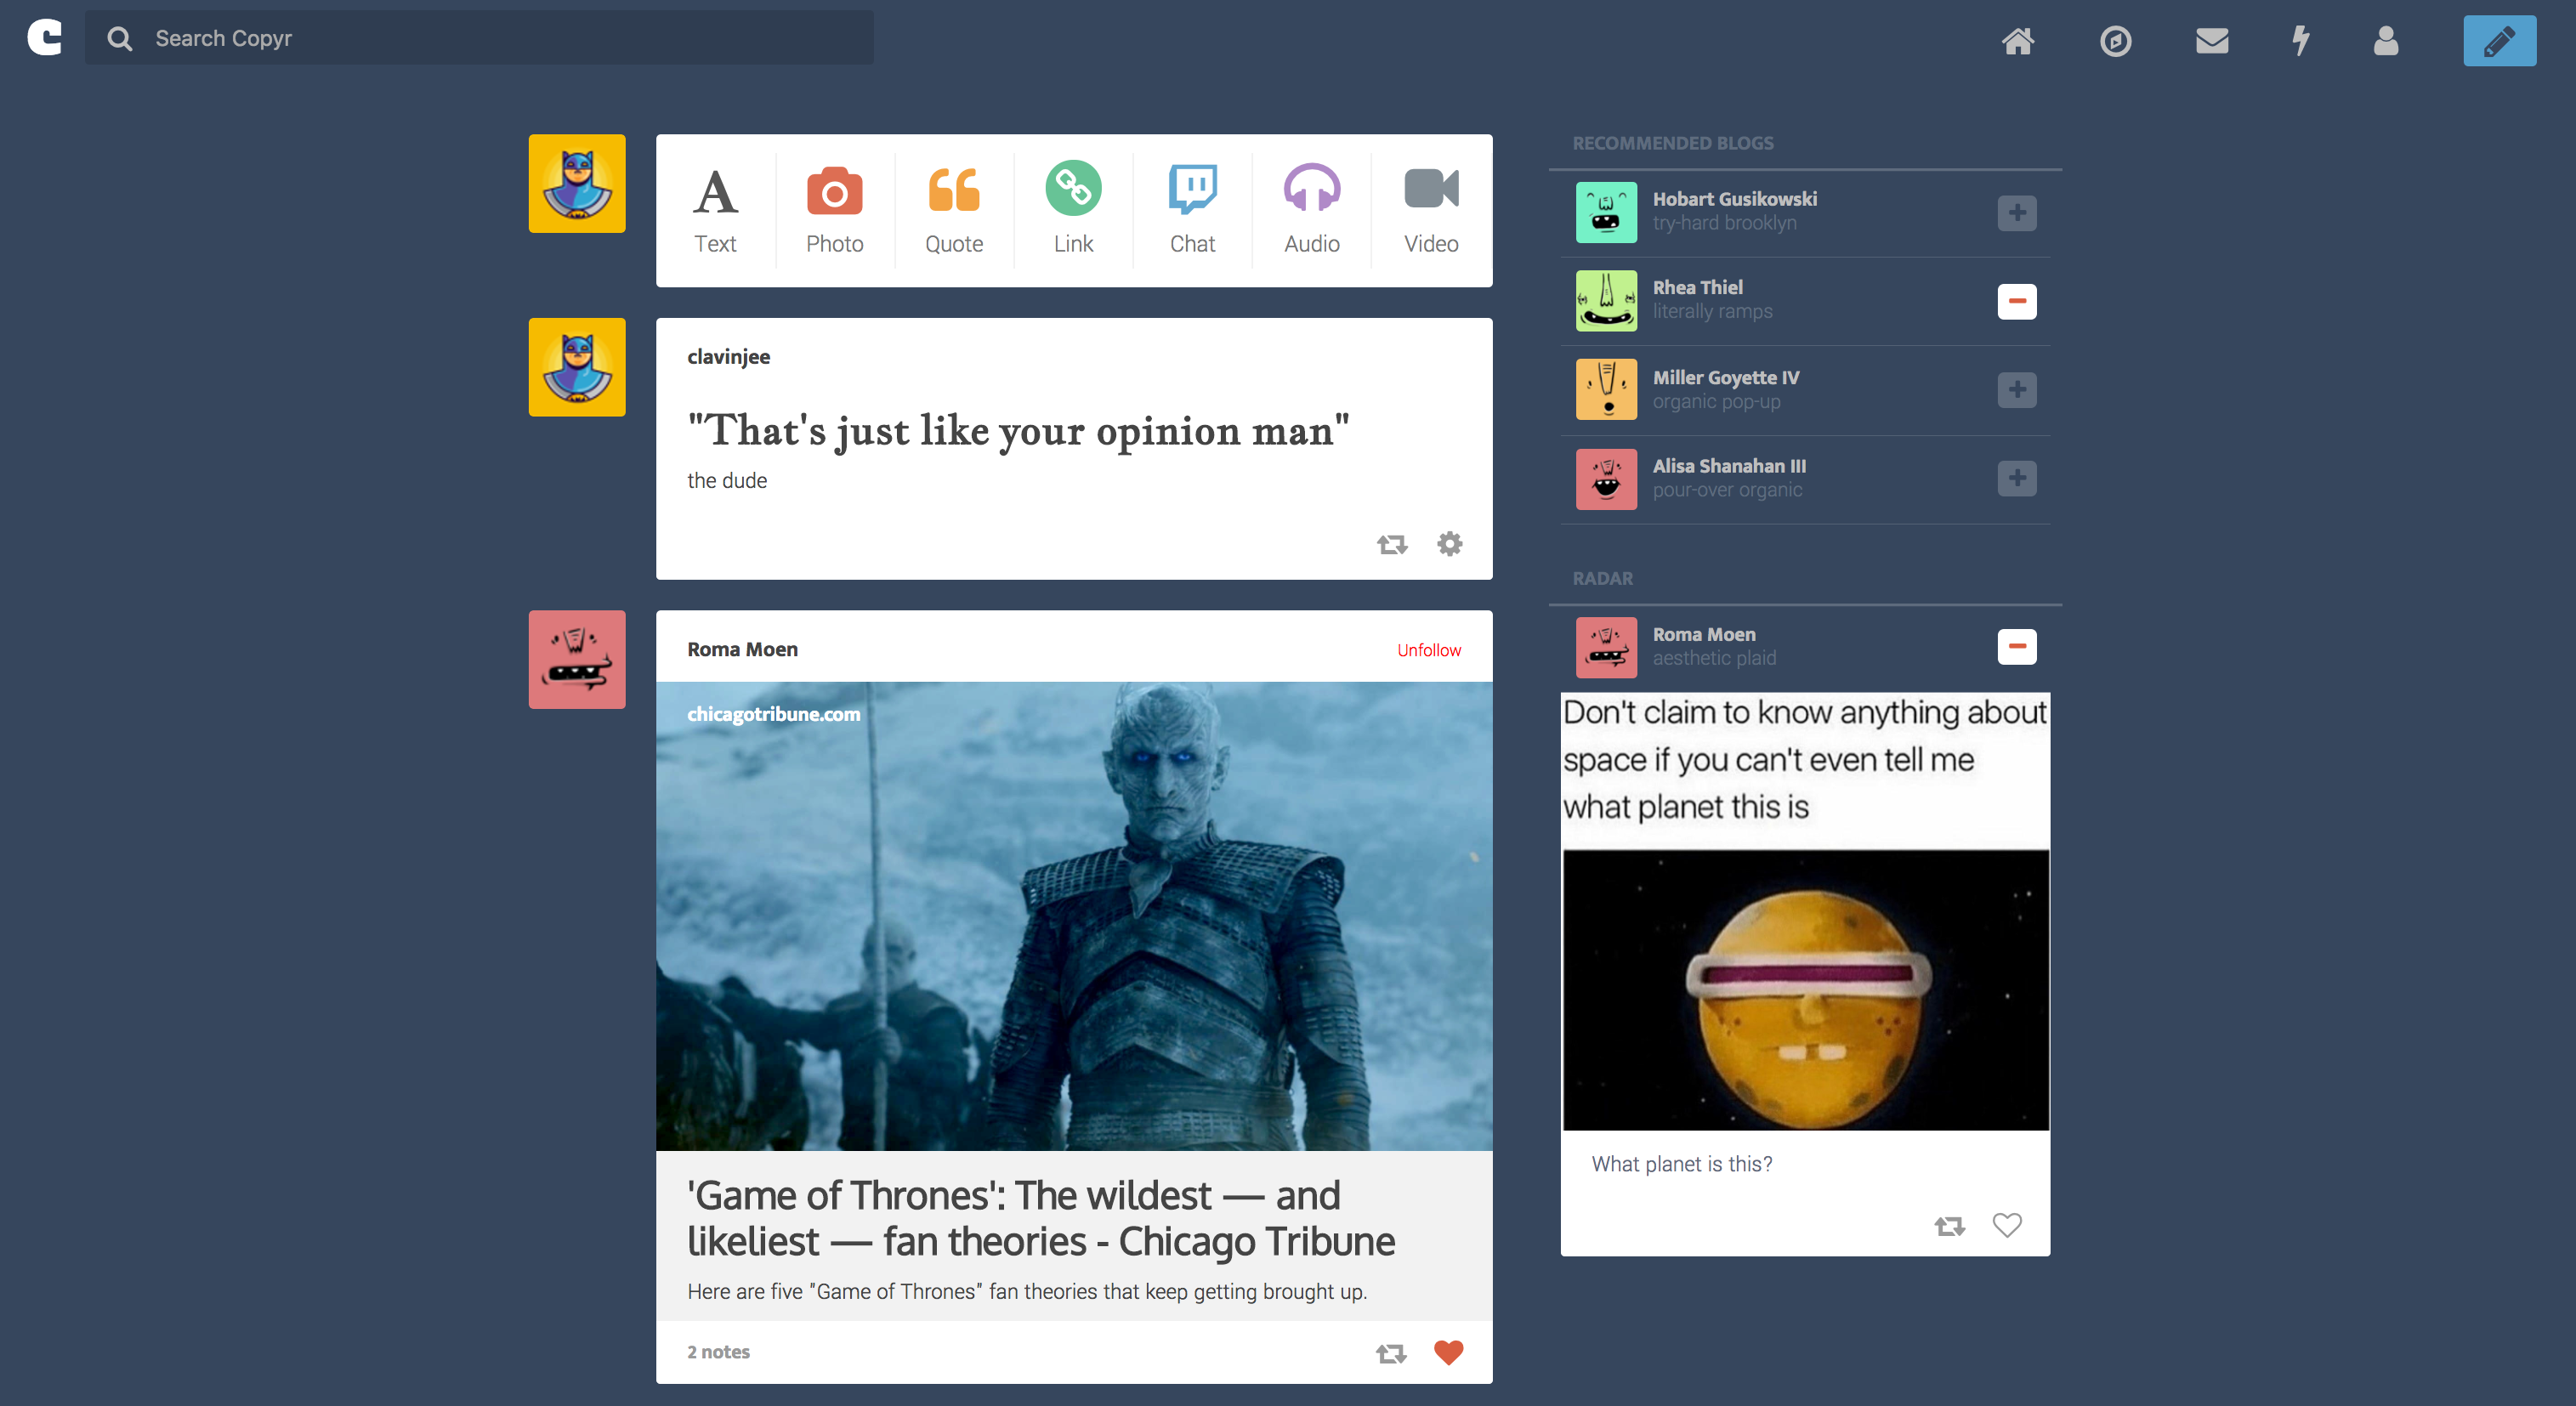 c
Search Copyr
Text
Photo
Quote
Link
Chat
Audio
Video
clavinjee
"That's just like your opinion man"
the dude
Roma Moen
Unfollow
chicagotribune.com
'Game of Thrones': The wildest — and
likeliest — fan theories - Chicago Tribune
Here are five "Game of Thrones" fan theories that keep getting brought up.
2 notes
RECOMMENDED BLOGS
Hobart Gusikowski
try-hard brooklyn
Rhea Thiel
literally ramps
Miller Goyette IV
organic pop-up
Alisa Shanahan III
pour-over organic
RADAR
Roma Moen
aesthetic plaid
Don't claim to know anything about
space if you can't even tell me
what planet this is
What planet is this?